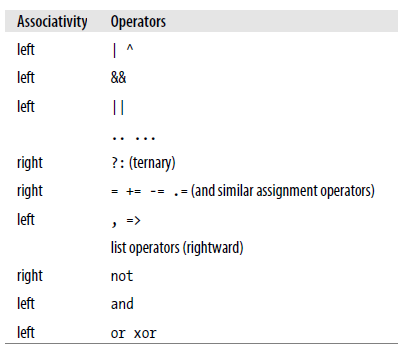 Associativity Operators
left | ^
left &&
left ||
.. ...
right ?: (ternary)
right = += -= .= (and similar assignment operators)
left , =>
list operators (rightward)
right not
left and
left or xor